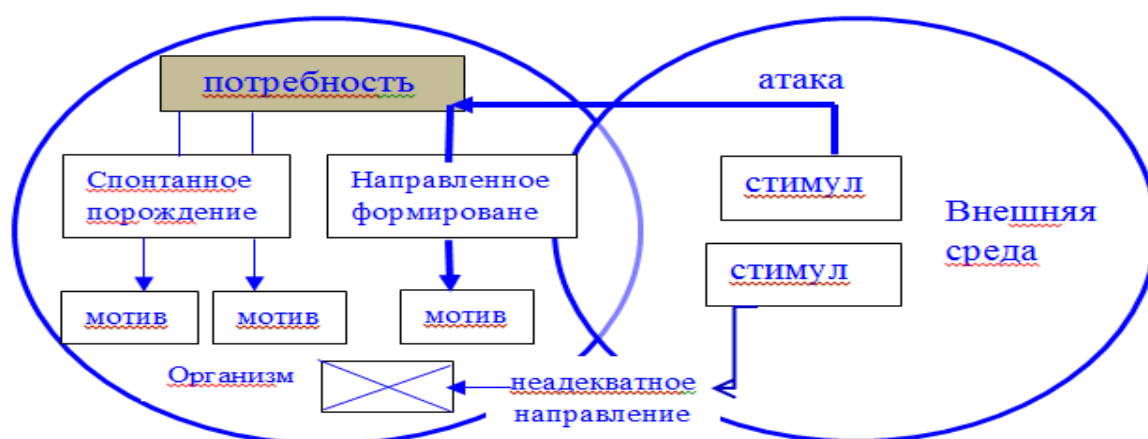 потребность
атака
Спонтанное
порождение
Направленное
формироване
стимул
Внешняя
среда
стимул
мотив
мотив
мотив
Организм
неадекватное
направление